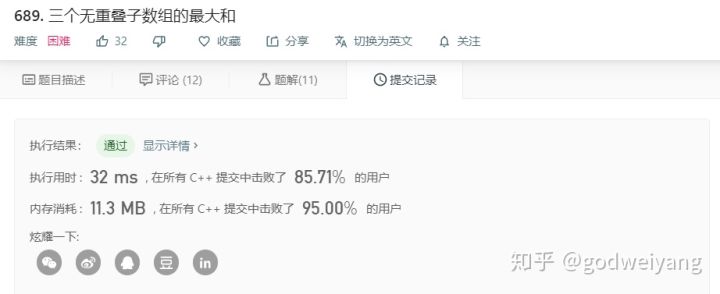 689. 三个无重叠子数组的最大和
难度 困难 32 收藏 分享 切换为英文 关注
题目描述 评论 (12) 题解(11) 提交记录
执行结果： 通过 显示详情 ›
执行用时 : 32 ms , 在所有 C++ 提交中击败了 85.71% 的用户
内存消耗 : 11.3 MB , 在所有 C++ 提交中击败了 95.00% 的用户
炫耀一下:
豆 in
知乎 @godweiyang